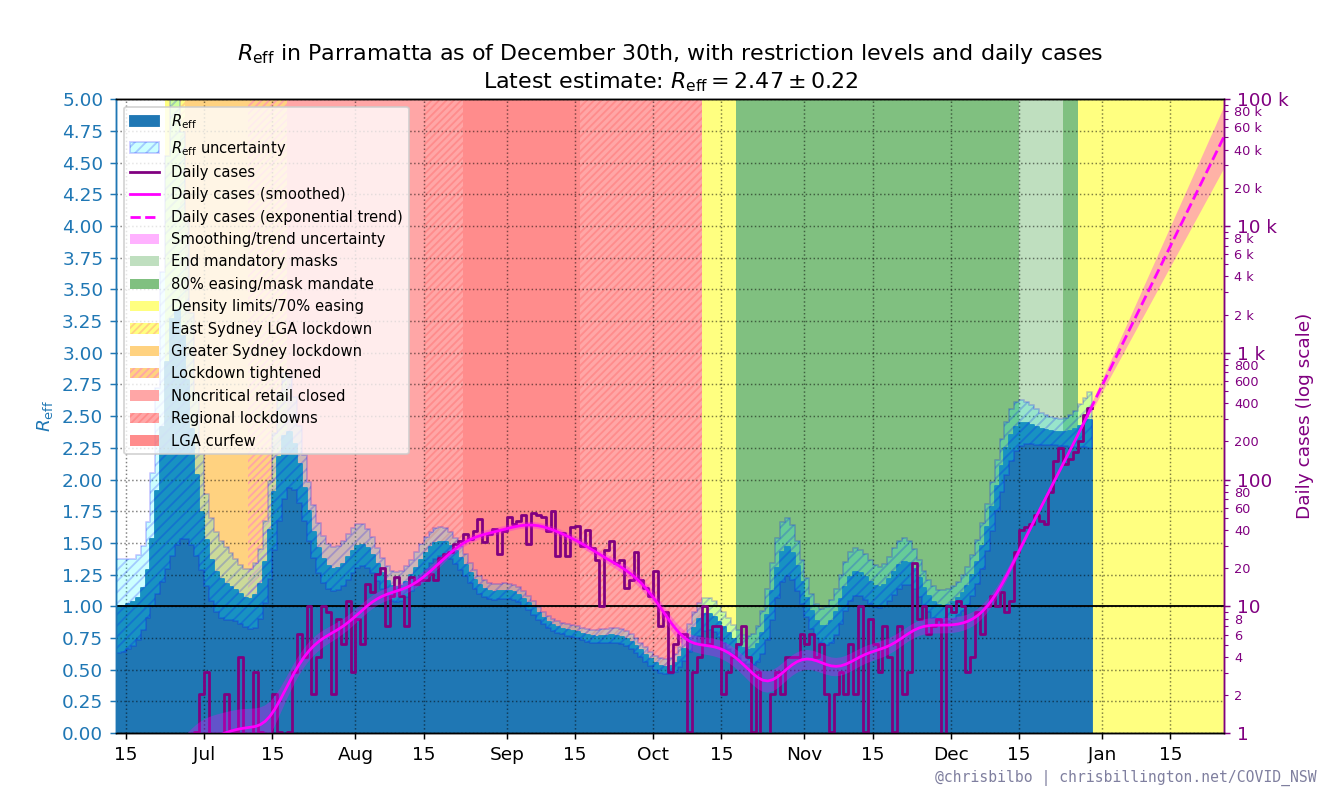 Reff in Parramatta as of December 30th, with restriction levels and daily cases
Latest estimate: Reff = 2.47 ± 0.22
Reff
5.00
4.75
4.50
4.25
4.00
3.75
3.50
3.25
3.00
2.75
2.50
2.25
2.00
1.75
1.50
1.25
1.00
0.75
0.50
0.25
0.00
Reff
Reff uncertainty
Daily cases
Daily cases (smoothed)
Daily cases (exponential trend)
Smoothing/trend uncertainty
End mandatory masks
80% easing/mask mandate
Density limits/70% easing
East Sydney LGA lockdown
Greater Sydney lockdown
Lockdown tightened
Noncritical retail closed
Regional lockdowns
LGA curfew
100 k
80 k
60 k
40 k
20 k
10 k
8 k
6 k
4 k
2 k
1 k
800
600
400
200
100
80
60
40
20
10
8
6
4
2
1
Daily cases (log scale)
15 Jul 15 Aug 15 Sep 15 Oct 15 Nov 15 Dec 15 Jan 15
@chrisbilbo | chrisbillington.net/COVID_NSW